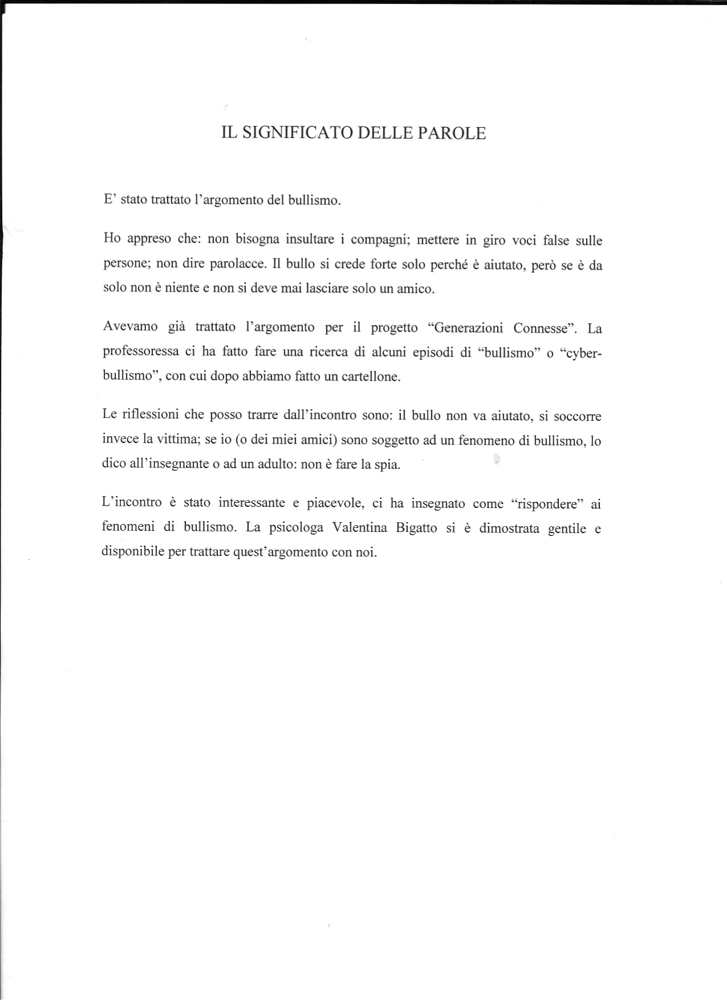 IL SIGNIFICATO DELLE PAROLE
E’ stato trattato l’argomento del bullismo.
Ho appreso che: non bisogna insultare i compagni; mettere in giro voci false sulle
persone; non dire parolacce. Il bullo si crede forte solo perché è aiutato, però se è da
solo non è niente e non si deve mai lasciare solo un amico.
Avevamo già trattato l’argomento per il progetto “Generazioni Connesse”. La
professoressa ci ha fatto fare una ricerca di alcuni episodi di “bullismo” o “cyber-
bullismo”, con cui dopo abbiamo fatto un cartellone.
Le riflessioni che posso trarre dall’incontro sono: il bullo non va aiutato, si soccorre
invece la vittima; se io (o dei miei amici) sono soggetto ad un fenomeno di bullismo, lo
dico all’insegnante o ad un adulto: non è fare la spia.
L’incontro è stato interessante e piacevole, ci ha insegnato come “rispondere” ai
fenomeni di bullismo. La psicologa Valentina Bigatto si è dimostrata gentile e
disponibile per trattare quest’argomento con noi.